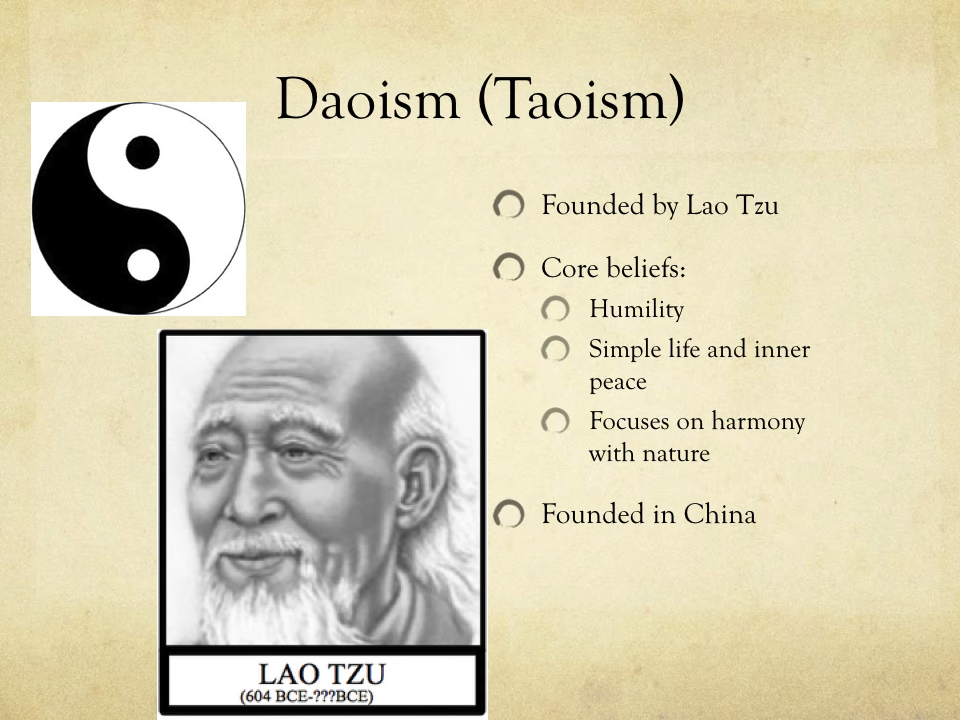 Daoism (Taoism)
Founded by Lao Tzu
Core beliefs:
Humility
Simple life and inner
peace
Focuses on harmony
with nature
Founded in China
LAO TZU
(604 BCE-???BCE)